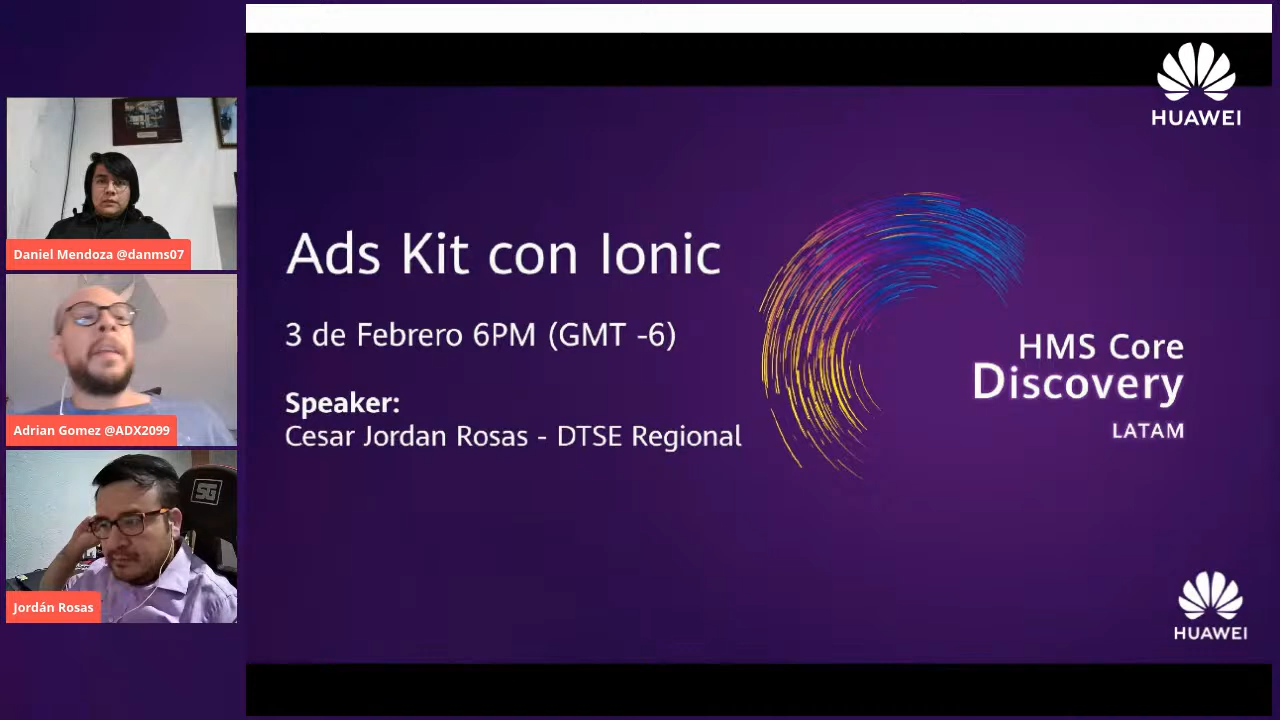 HUAWEI
Daniel Mendoza @danms07
Adrian Gomez @ADX2099
SG
Jordán Rosas
Ads Kit con Ionic
3 de Febrero 6PM (GMT -6)
Speaker:
Cesar Jordan Rosas - DTSE Regional
HMS Core
Discovery
LATAM
HUAWEI